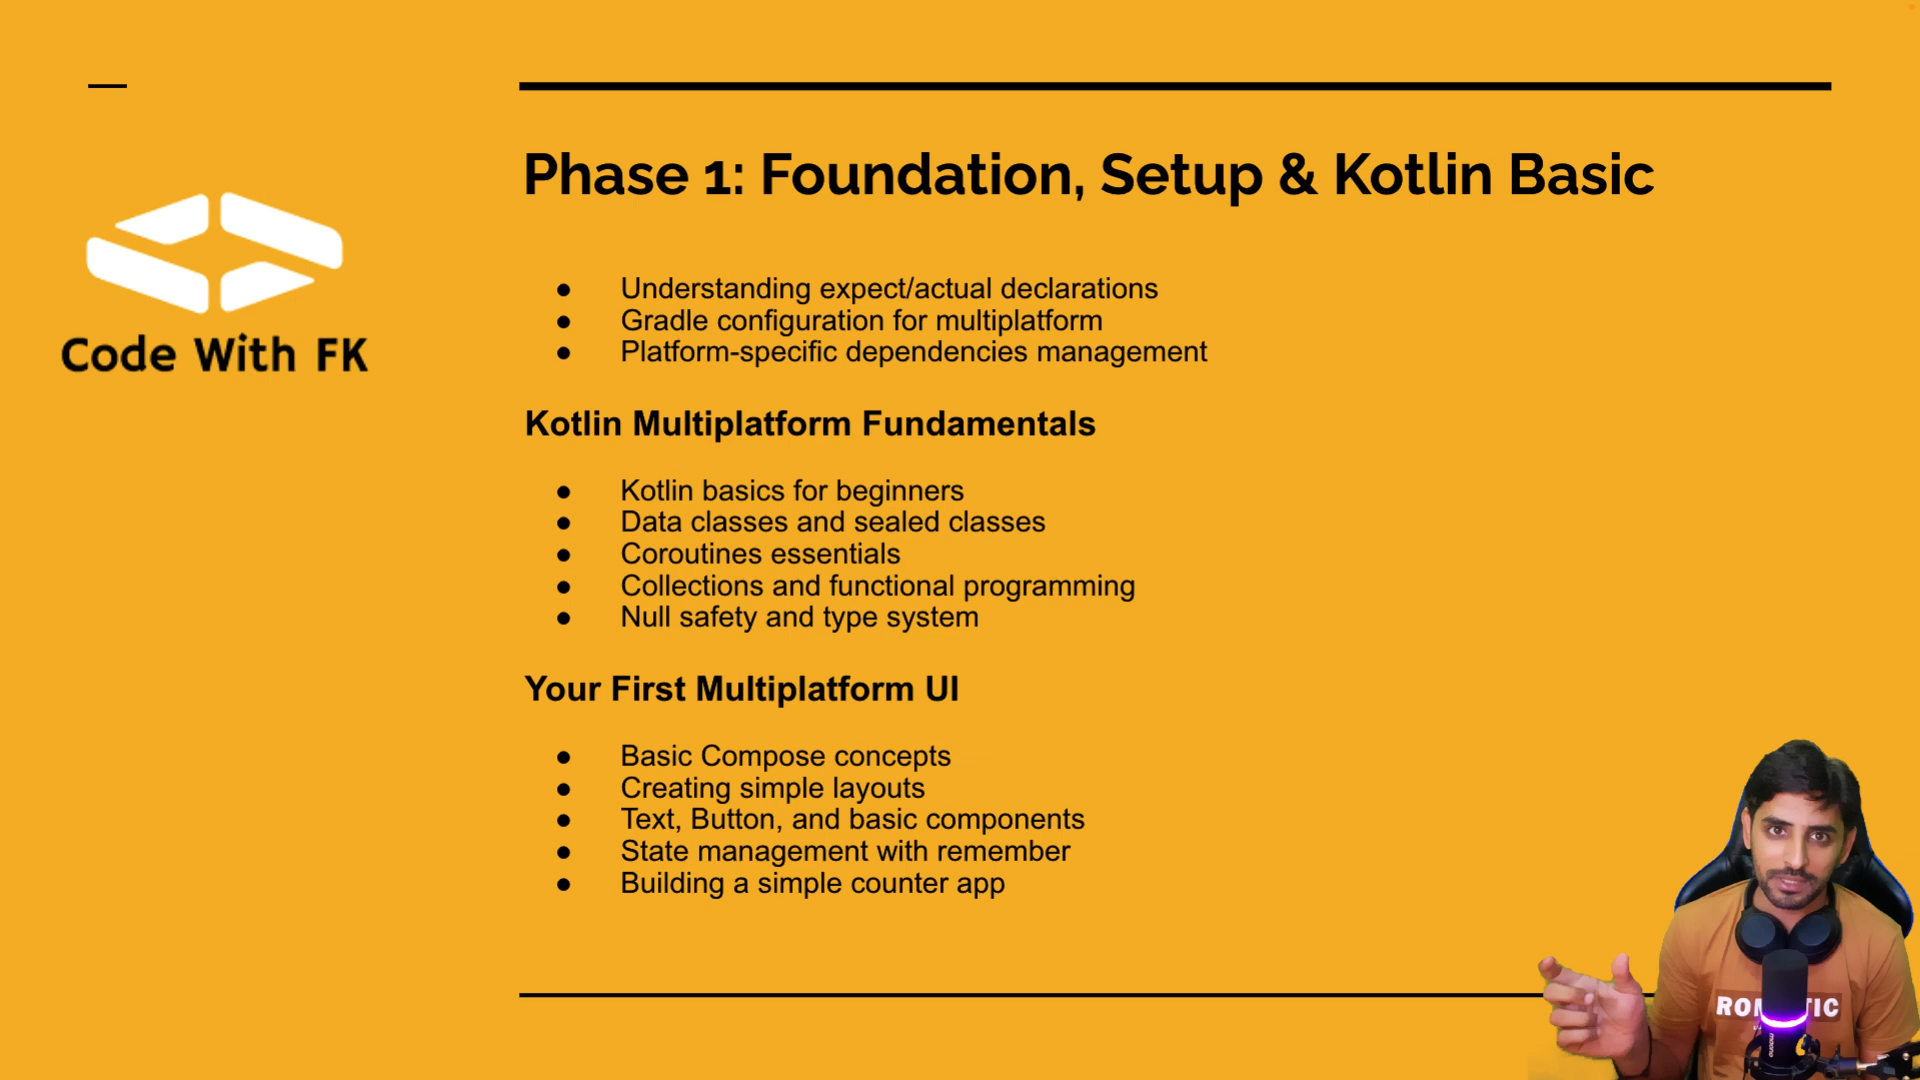 Phase 1: Foundation, Setup & Kotlin Basic
Code With FK
● Understanding expect/actual declarations
● Gradle configuration for multiplatform
● Platform-specific dependencies management
Kotlin Multiplatform Fundamentals
● Kotlin basics for beginners
● Data classes and sealed classes
● Coroutines essentials
● Collections and functional programming
● Null safety and type system
Your First Multiplatform UI
● Basic Compose concepts
● Creating simple layouts
● Text, Button, and basic components
● State management with remember
● Building a simple counter app